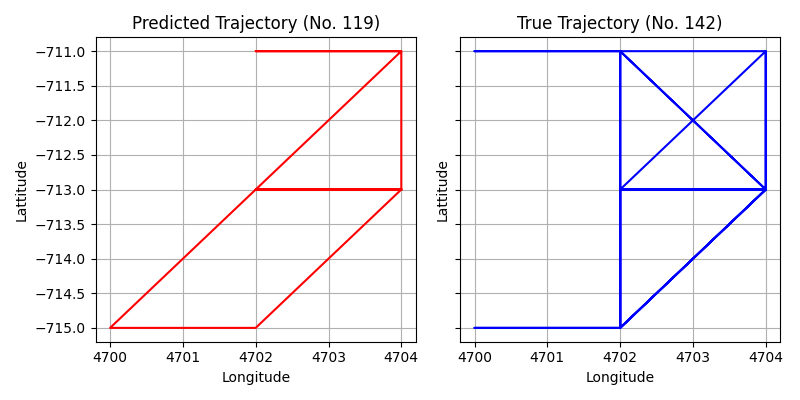 Predicted Trajectory (No. 119)
True Trajectory (No. 142)
−711.0
−711.5
−712.0
−712.5
−713.0
−713.5
−714.0
−714.5
−715.0
Lattitude
Lattitude
4700 4701 4702 4703 4704
4700 4701 4702 4703 4704
Longitude
Longitude